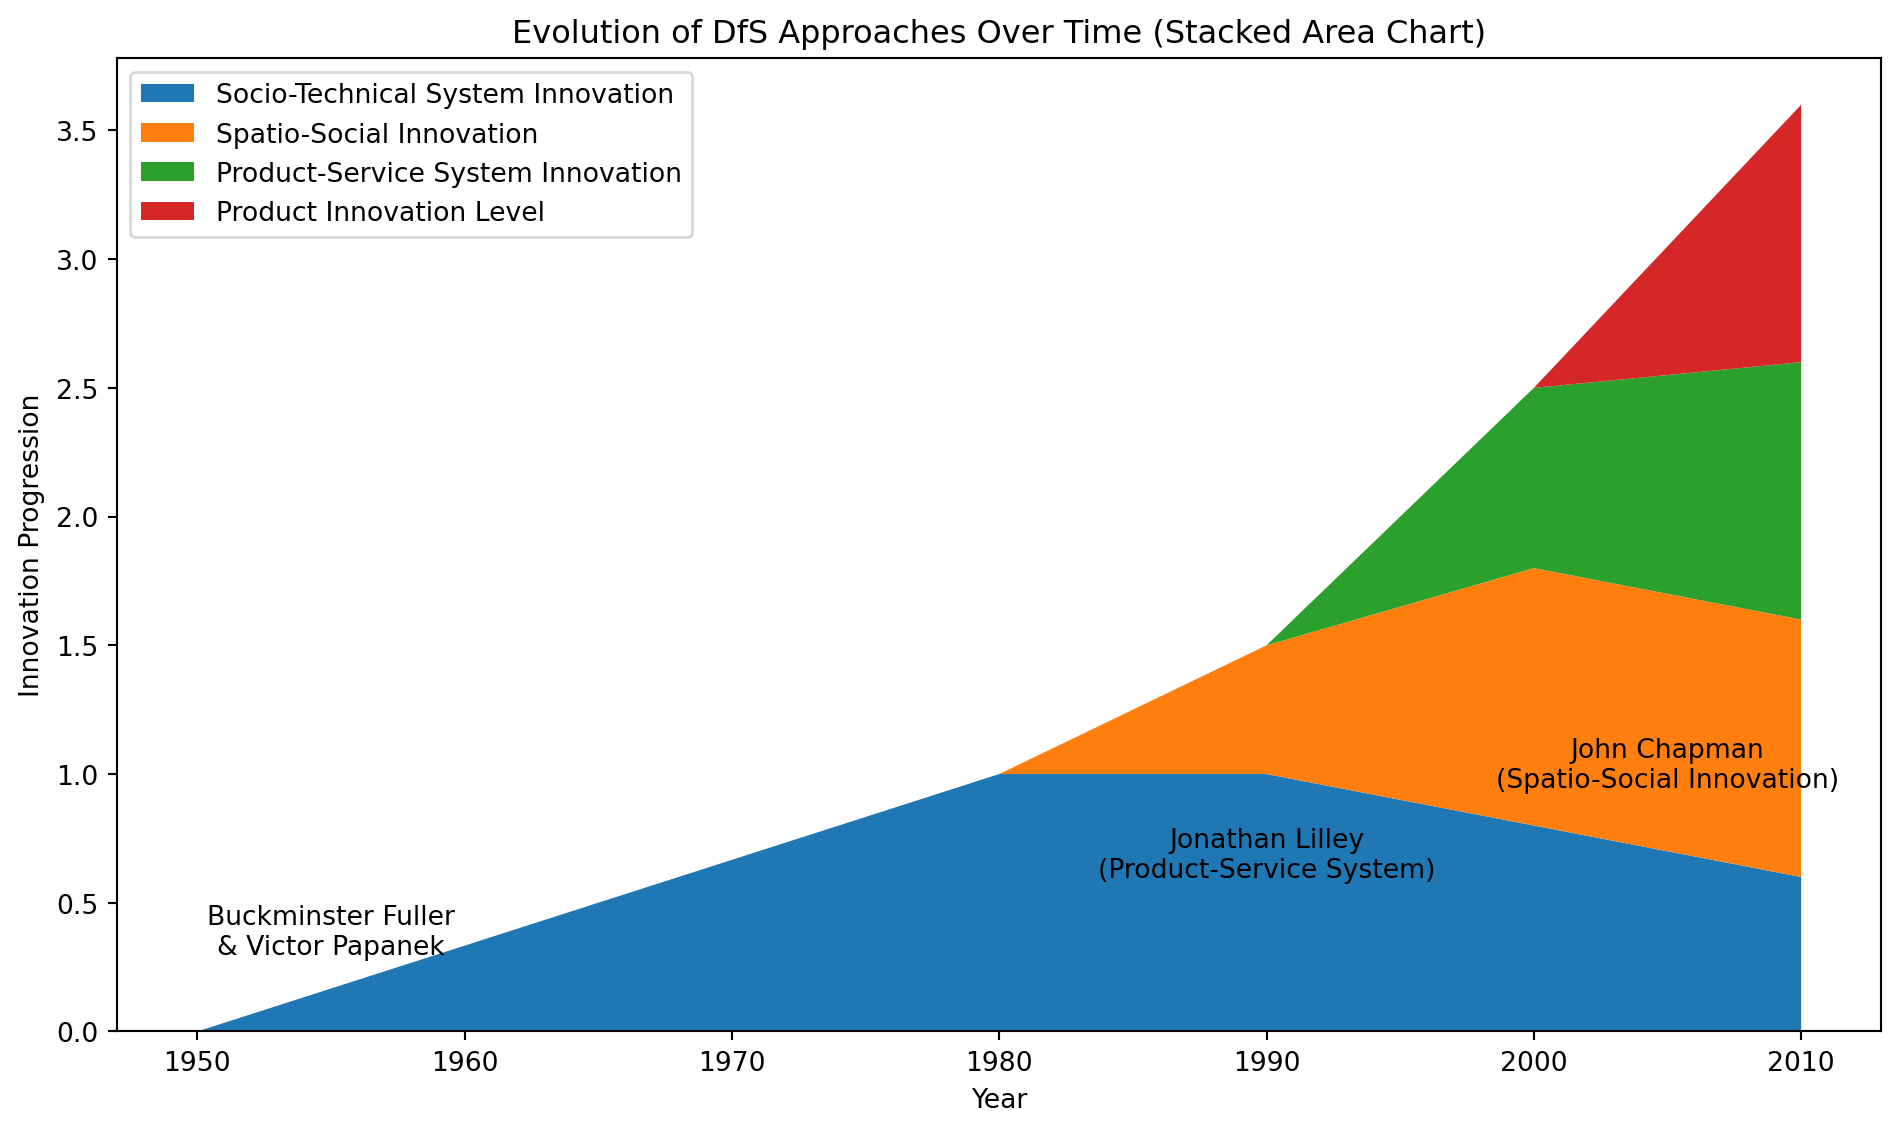 Evolution of DfS Approaches Over Time (Stacked Area Chart)
Socio-Technical System Innovation
Spatio-Social Innovation
Product-Service System Innovation
Product Innovation Level
Innovation Progression
3.5
3.0
2.5
2.0
1.5
1.0
0.5
0.0
John Chapman
(Spatio-Social Innovation)
Jonathan Lilley
(Product-Service System)
Buckminster Fuller
& Victor Papanek
1950
1960
1970
1980
1990
2000
2010
Year